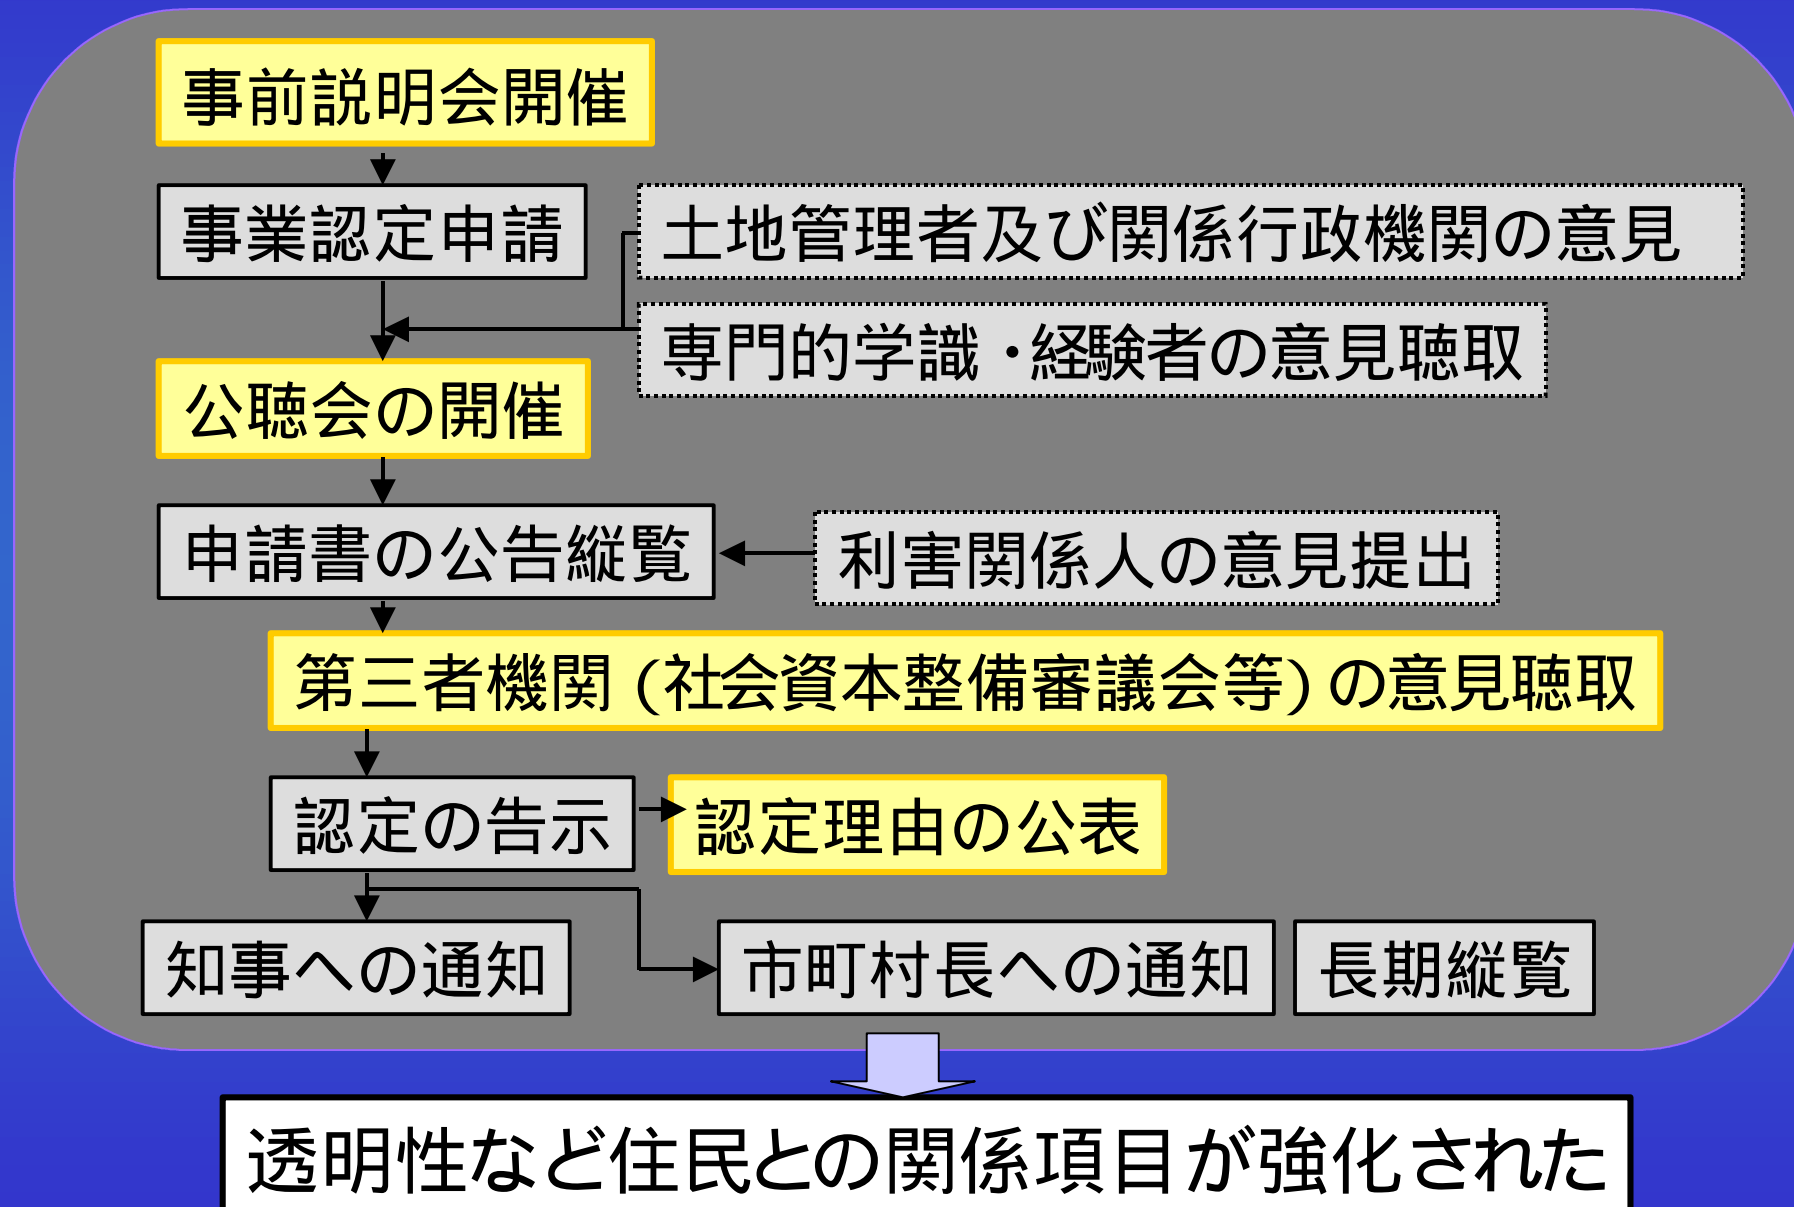 事前説明会開催
事業認定申請
土地管理者及び関係行政機関の意見
専門的学識・経験者の意見聴取
公聴会の開催
申請書の公告縦覧
利害関係人の意見提出
第三者機関(社会資本整備審議会等)の意見聴取
認定の告示
認定理由の公表
知事への通知
市町村長への通知
長期縦覧
透明性など住民との関係項目が強化された